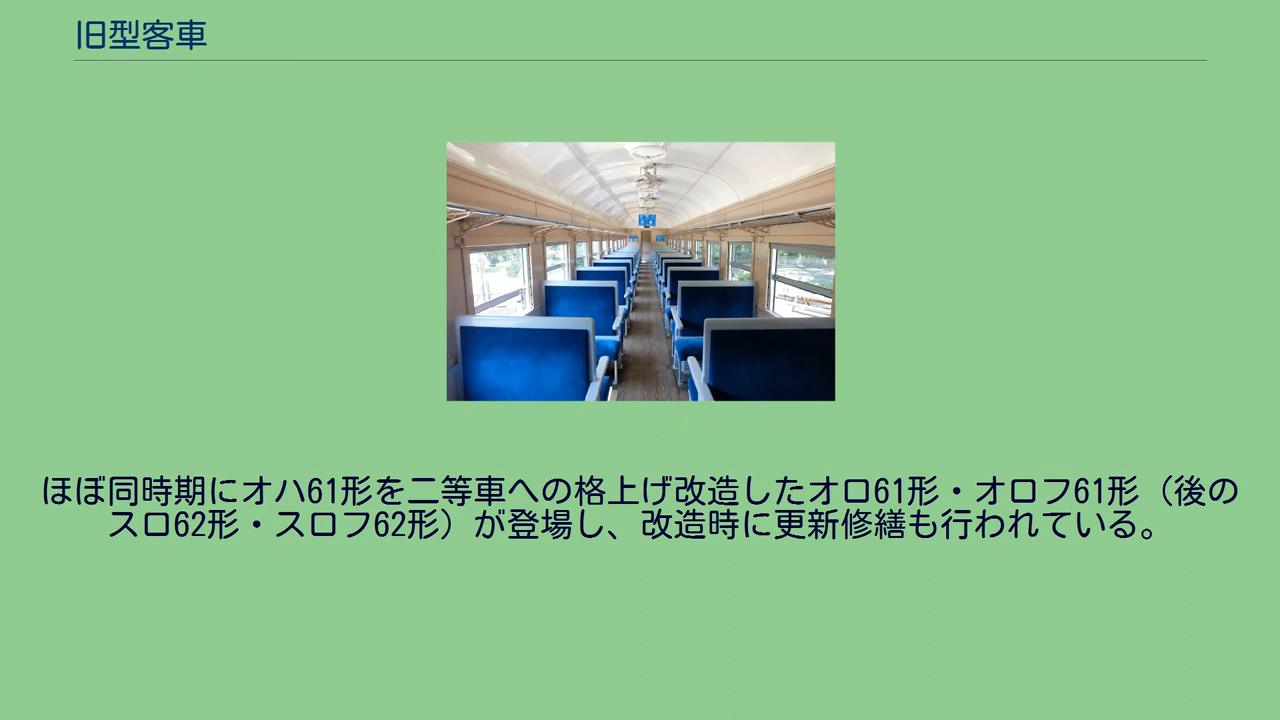 旧型客車
ほぼ同時期にオハ61形を二等車への格上げ改造したオロ61形・オロフ61形（後の
スロ62形・スロフ62形）が登場し、改造時に更新修繕も行われている。